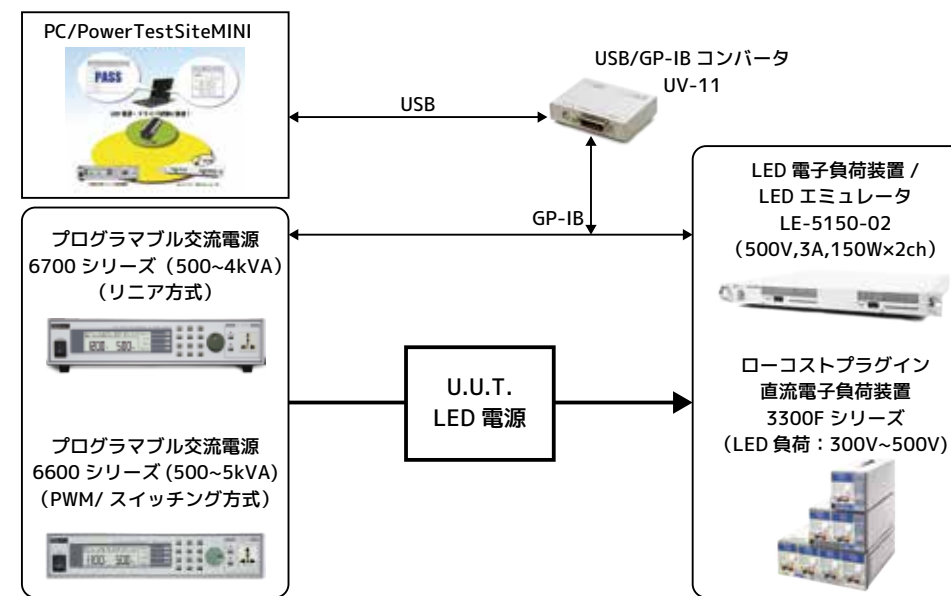 PC/PowerTestSiteMINI
PASS
USB/GP-IB コンバータ
UV-11
USB
GP-IB
プログラマブル交流電源
6700 シリーズ（500~4kVA）
（リニア方式）
U.U.T.
LED 電源
プログラマブル交流電源
6600 シリーズ (500~5kVA)
（PWM/ スイッチング方式）
LED 電子負荷装置 /
LED エミュレータ
LE-5150-02
（500V,3A,150W×2ch）
ローコストプラグイン
直流電子負荷装置
3300F シリーズ
（LED 負荷：300V~500V）